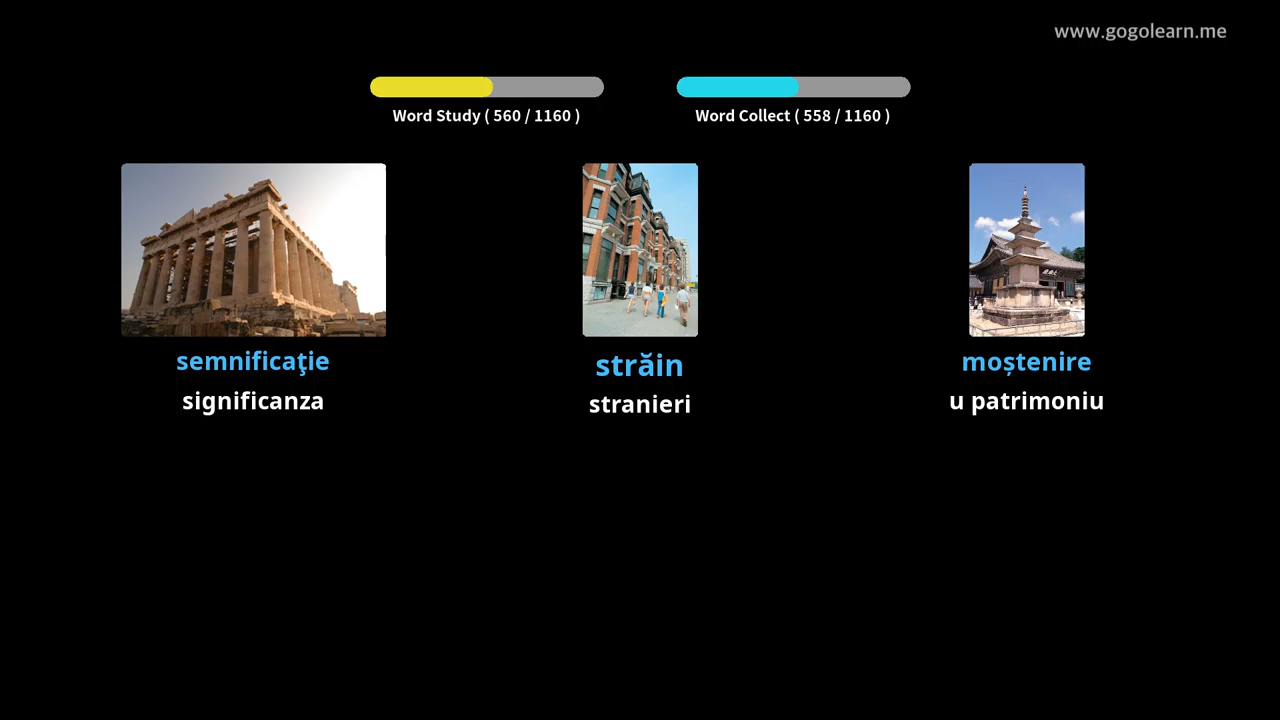 www.gogolearn.me
Word Study ( 560 / 1160 )
Word Collect ( 558 / 1160 )
semnificaţie
significanza
străin
stranieri
moștenire
u patrimoniu